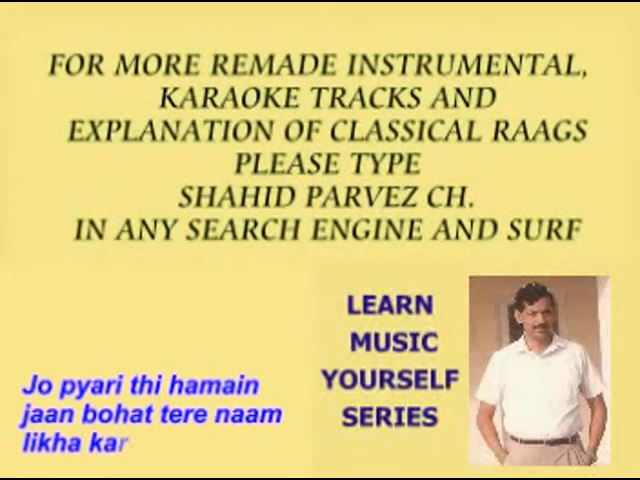 FOR MORE REMADE INSTRUMENTAL,
KARAOKE TRACKS AND
EXPLANATION OF CLASSICAL RAAGS
PLEASE TYPE
SHAHID PARVEZ CH.
IN ANY SEARCH ENGINE AND SURF
LEARN
MUSIC
YOURSELF
SERIES
Jo pyari thi hamain
jaan bohat tere naam
likha kar